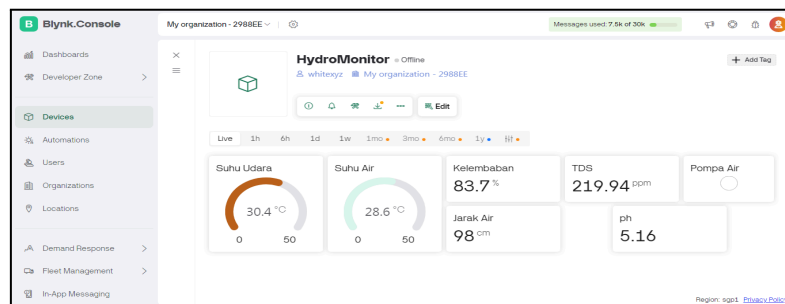 B Blynk.Console
My organization - 2988EE
Messages used: 7.5k of 30k
Dashboards
Developer Zone
Devices
Automations
Users
Organizations
Locations
Demand Response
Fleet Management
In-App Messaging
HydroMonitor Offline
whitexyz My organization - 2988EE
Add Tag
Edit
Live 1h 6h 1d 1w 1mo 3mo 6mo 1y
Suhu Udara
30.4 °C
0 50
Suhu Air
28.6 °C
0 50
Kelembaban
83.7 %
TDS
219.94 ppm
Pompa Air
Jarak Air
98 cm
ph
5.16
Region: sgp1 Privacy Policy